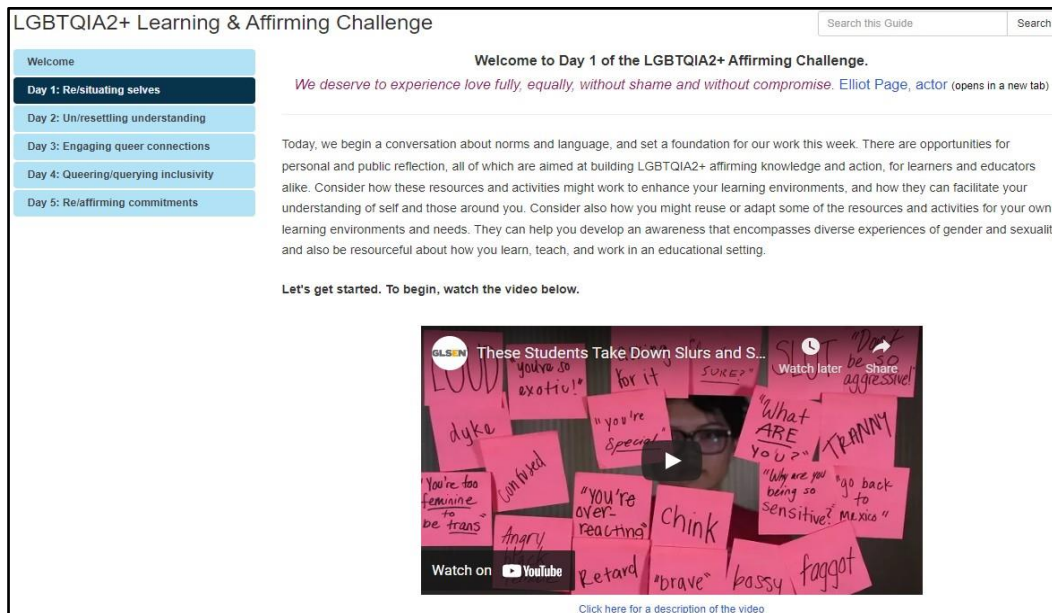 LGBTQIA2+ Learning & Affirming Challenge
Search this Guide
Search
Welcome
Day 1: Re/situating selves
Day 2: Un/resettling understanding
Day 3: Engaging queer connections
Day 4: Queering/querying inclusivity
Day 5: Re/affirming commitments
Welcome to Day 1 of the LGBTQIA2+ Affirming Challenge.
We deserve to experience love fully, equally, without shame and without compromise. Elliot Page, actor (opens in a new tab)
Today, we begin a conversation about norms and language, and set a foundation for our work this week. There are opportunities for
personal and public reflection, all of which are aimed at building LGBTQIA2+ affirming knowledge and action, for learners and educators
alike. Consider how these resources and activities might work to enhance your learning environments, and how they can facilitate your
understanding of self and those around you. Consider also how you might reuse or adapt some of the resources and activities for your own
learning environments and needs. They can help you develop an awareness that encompasses diverse experiences of gender and sexualit
and also be resourceful about how you learn, teach, and work in an educational setting.
Let's get started. To begin, watch the video below.
GLSEN
These Students Take Down Slurs and S...
Watch later
Share
LOUD
"you're so
exotic!"
for it
SURE?"
SLUT
"Don't
be so
aggressive!
dyke
confused
"you're
special"
"What
ARE
you?"
TRANNY
"You're too
feminine
to
be trans"
"You're
over-
reacting"
chink
"Why are you
being so
sensitive?
"go back
to
Mexico"
Angry
Retard
"brave"
bossy
faggot
Watch on YouTube
Click here for a description of the video